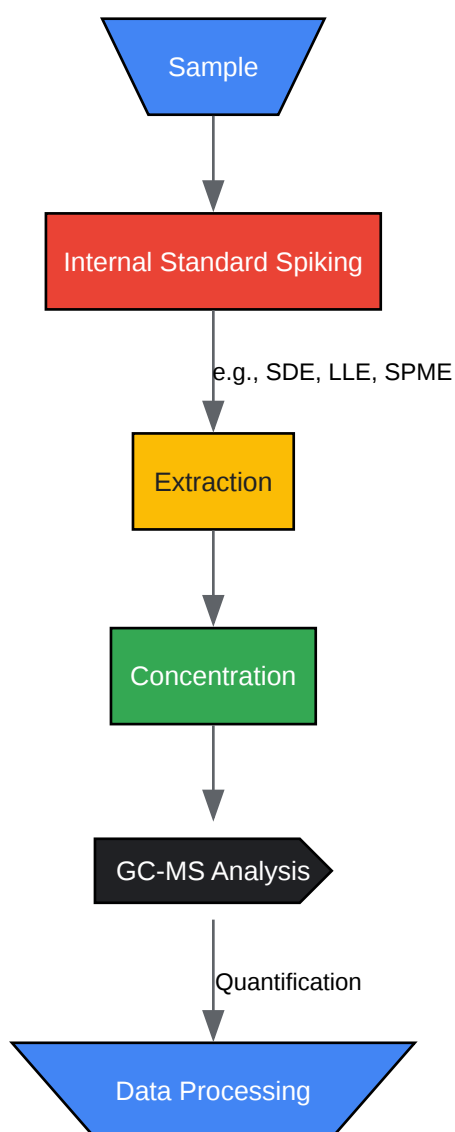 Sample
Internal Standard Spiking
e.g., SDE, LLE, SPME
Extraction
Concentration
GC-MS Analysis
Quantification
Data Processing